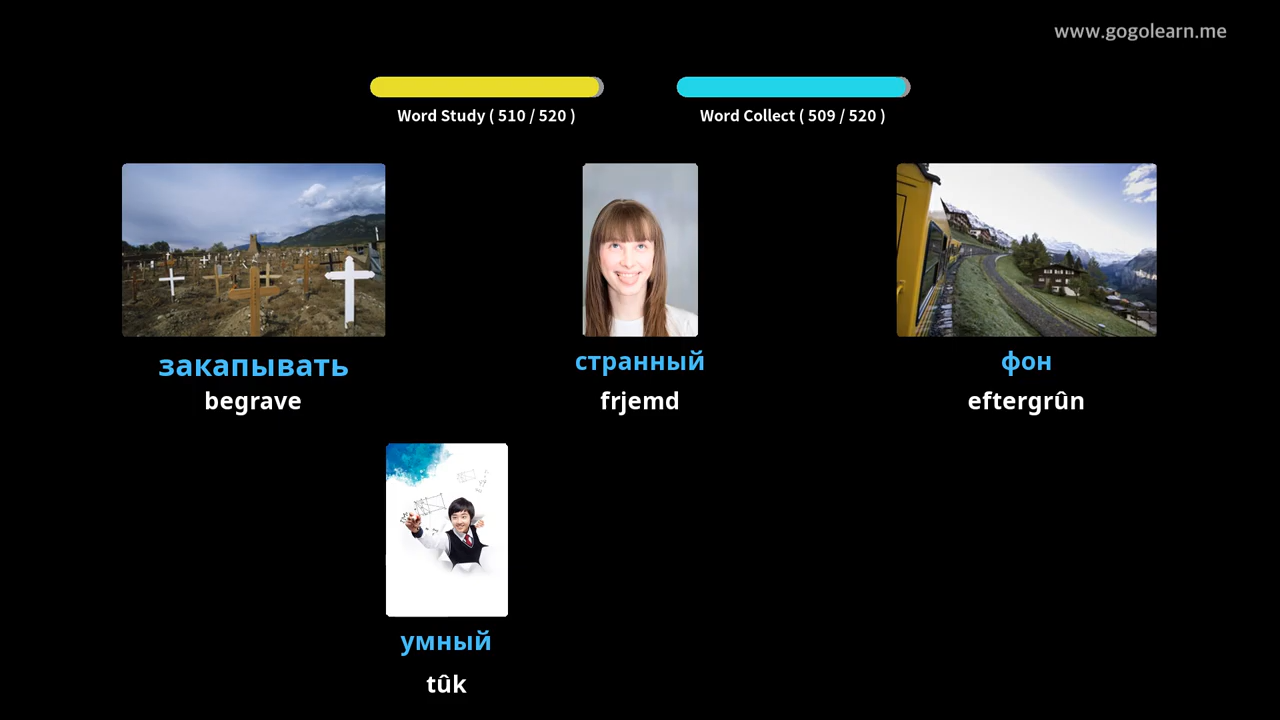 www.gogolearn.me
Word Study ( 510 / 520 )
Word Collect ( 509 / 520 )
закапывать
begrave
странный
frjemd
фон
eftergrûn
умный
tûk